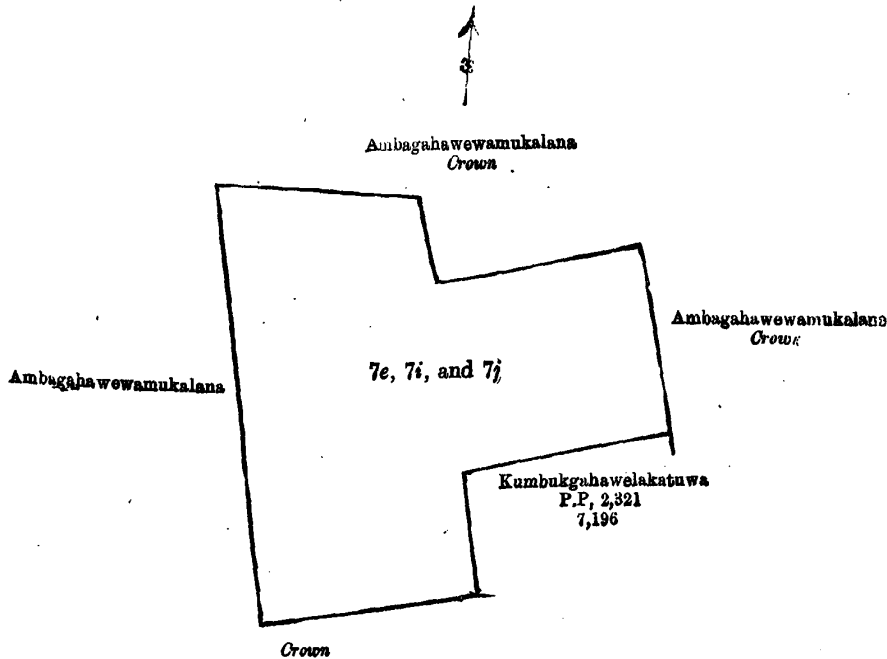 Ambagahawewamukalana
Crown
Ambagahawewamukalana
Crown
Ambagahawewamukalana
7e, 7i, and 7j
Kumbukgahawelakatuwa
P.P, 2,321
7,196
Crown